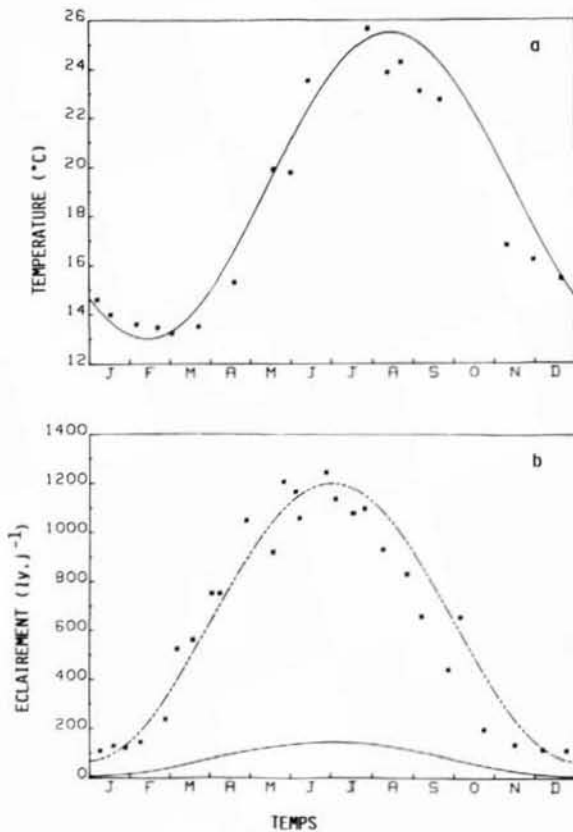 a
26
24
22
20
18
16
14
12
TEMPERATURE (°C)
J F M A M J J A S O N D
b
1400
1200
1000
800
600
400
200
0
ECLAIREMENT (ly.j⁻¹)
J F M A M J J A S O N D
TEMPS